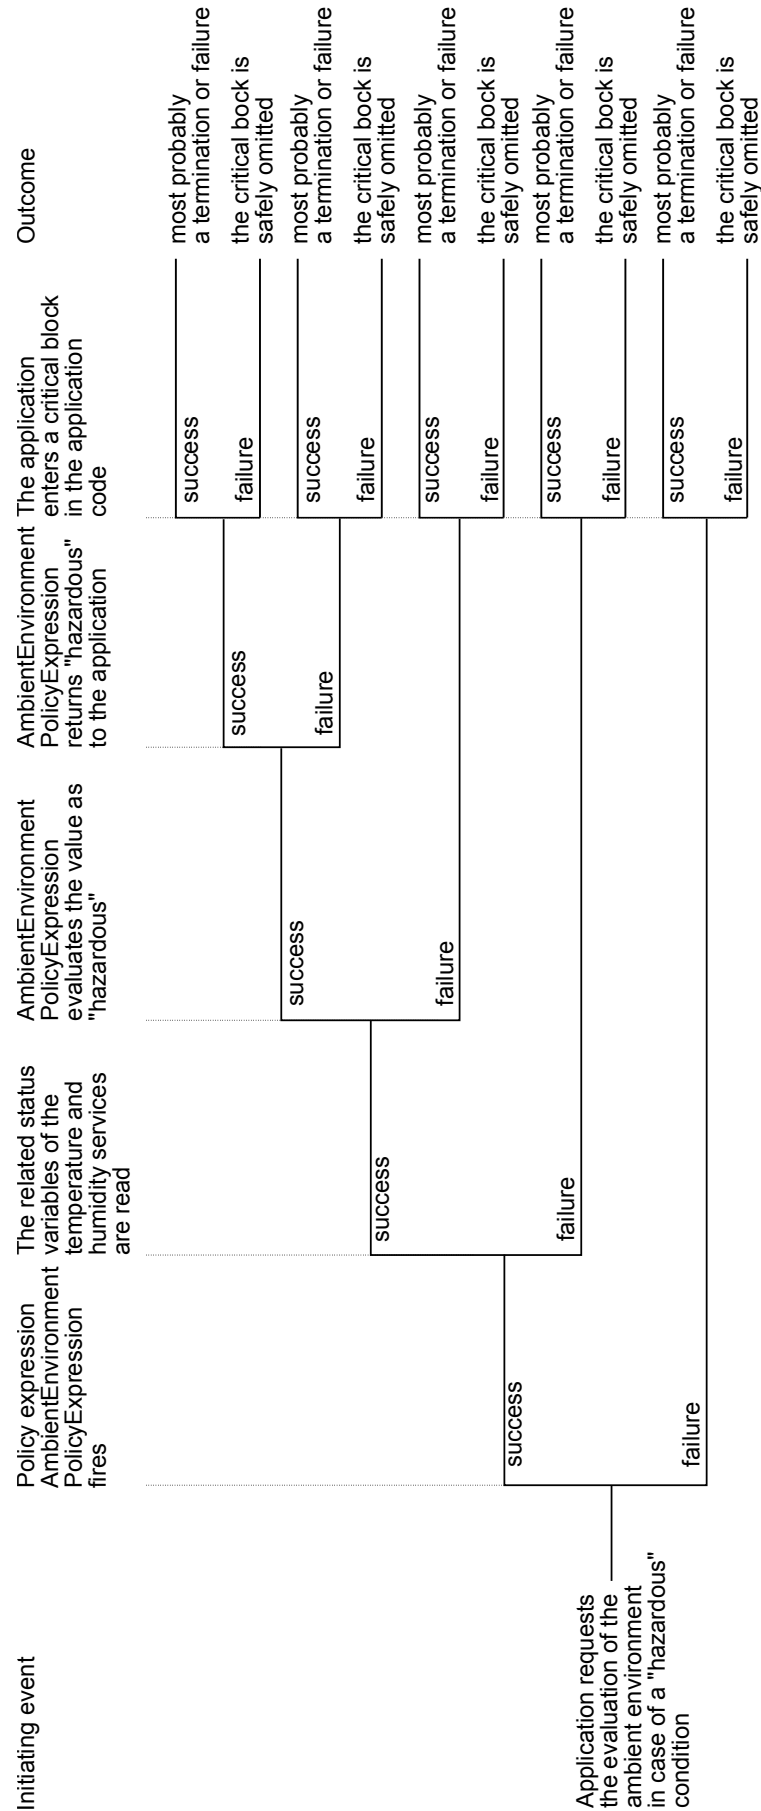 Initiating event
Policy expression
AmbientEnvironment
PolicyExpression
fires
The related status
variables of the
temperature and
humidity services
are read
AmbientEnvironment
PolicyExpression
evaluates the value as
"hazardous"
AmbientEnvironment
PolicyExpression
returns "hazardous"
to the application
The application
enters a critical block
in the application
code
Outcome
Application requests
the evaluation of the
ambient environment
in case of a "hazardous"
condition
success
failure
success
failure
success
failure
success
failure
success
failure
success
failure
success
failure
success
failure
success
failure
most probably
a termination or failure
the critical bock is
safely omitted
most probably
a termination or failure
the critical bock is
safely omitted
most probably
a termination or failure
the critical bock is
safely omitted
most probably
a termination or failure
the critical bock is
safely omitted
most probably
a termination or failure
the critical bock is
safely omitted